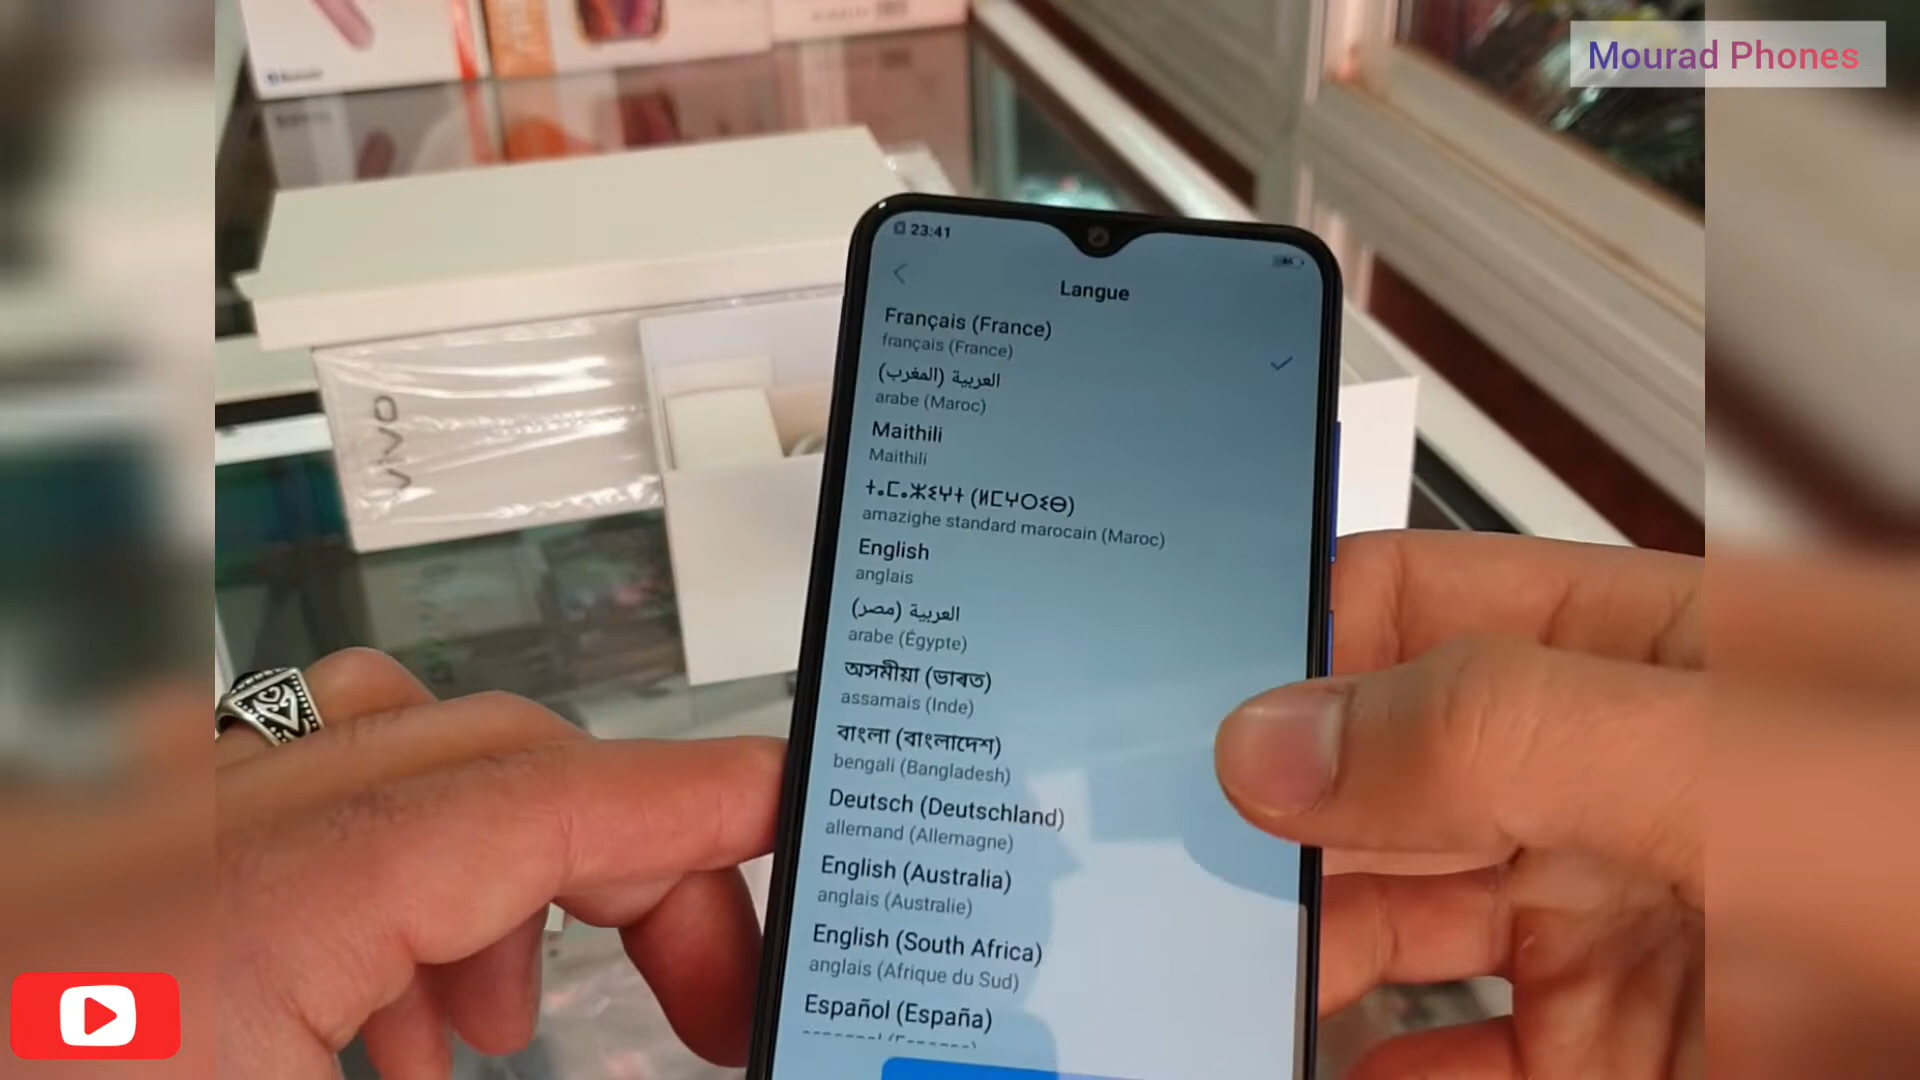 Mourad Phones
23:41
Langue
Français (France)
français (France)
العربية (المغرب)
arabe (Maroc)
Maithili
Maithili
ⵜⴰⵎⴰⵣⵉⵖⵜ (ⵍⵎⵖⵔⵉⴱ)
amazighe standard marocain (Maroc)
English
anglais
العربية (مصر)
arabe (Égypte)
অসমীয়া (ভাৰত)
assamais (Inde)
বাংলা (বাংলাদেশ)
bengali (Bangladesh)
Deutsch (Deutschland)
allemand (Allemagne)
English (Australia)
anglais (Australie)
English (South Africa)
anglais (Afrique du Sud)
Español (España)
vivo